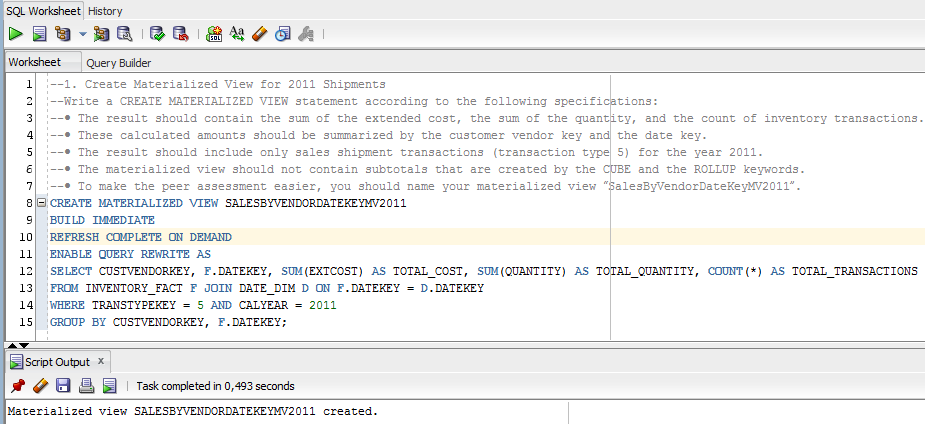 SQL Worksheet History
Worksheet Query Builder
1 --1. Create Materialized View for 2011 Shipments
2 --Write a CREATE MATERIALIZED VIEW statement according to the following specifications:
3 --● The result should contain the sum of the extended cost, the sum of the quantity, and the count of inventory transactions.
4 --● These calculated amounts should be summarized by the customer vendor key and the date key.
5 --● The result should include only sales shipment transactions (transaction type 5) for the year 2011.
6 --● The materialized view should not contain subtotals that are created by the CUBE and the ROLLUP keywords.
7 --● To make the peer assessment easier, you should name your materialized view “SalesByVendorDateKeyMV2011”.
8 CREATE MATERIALIZED VIEW SALESBYVENDORDATEKEYMV2011
9 BUILD IMMEDIATE
10 REFRESH COMPLETE ON DEMAND
11 ENABLE QUERY REWRITE AS
12 SELECT CUSTVENDORKEY, F.DATEKEY, SUM(EXTCOST) AS TOTAL_COST, SUM(QUANTITY) AS TOTAL_QUANTITY, COUNT(*) AS TOTAL_TRANSACTIONS
13 FROM INVENTORY_FACT F JOIN DATE_DIM D ON F.DATEKEY = D.DATEKEY
14 WHERE TRANSTYPEKEY = 5 AND CALYEAR = 2011
15 GROUP BY CUSTVENDORKEY, F.DATEKEY;
Script Output x
Task completed in 0,493 seconds
Materialized view SALESBYVENDORDATEKEYMV2011 created.